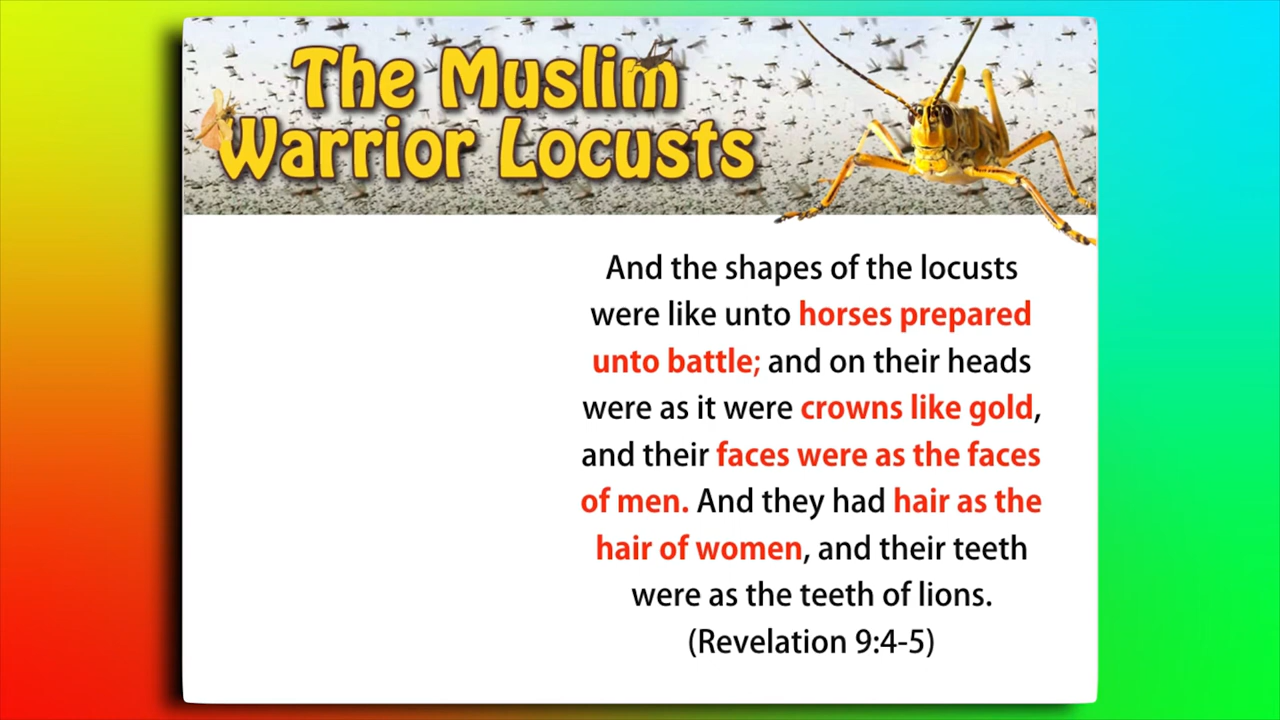 The Muslim
Warrior Locusts
And the shapes of the locusts
were like unto horses prepared
unto battle; and on their heads
were as it were crowns like gold,
and their faces were as the faces
of men. And they had hair as the
hair of women, and their teeth
were as the teeth of lions.
(Revelation 9:4-5)